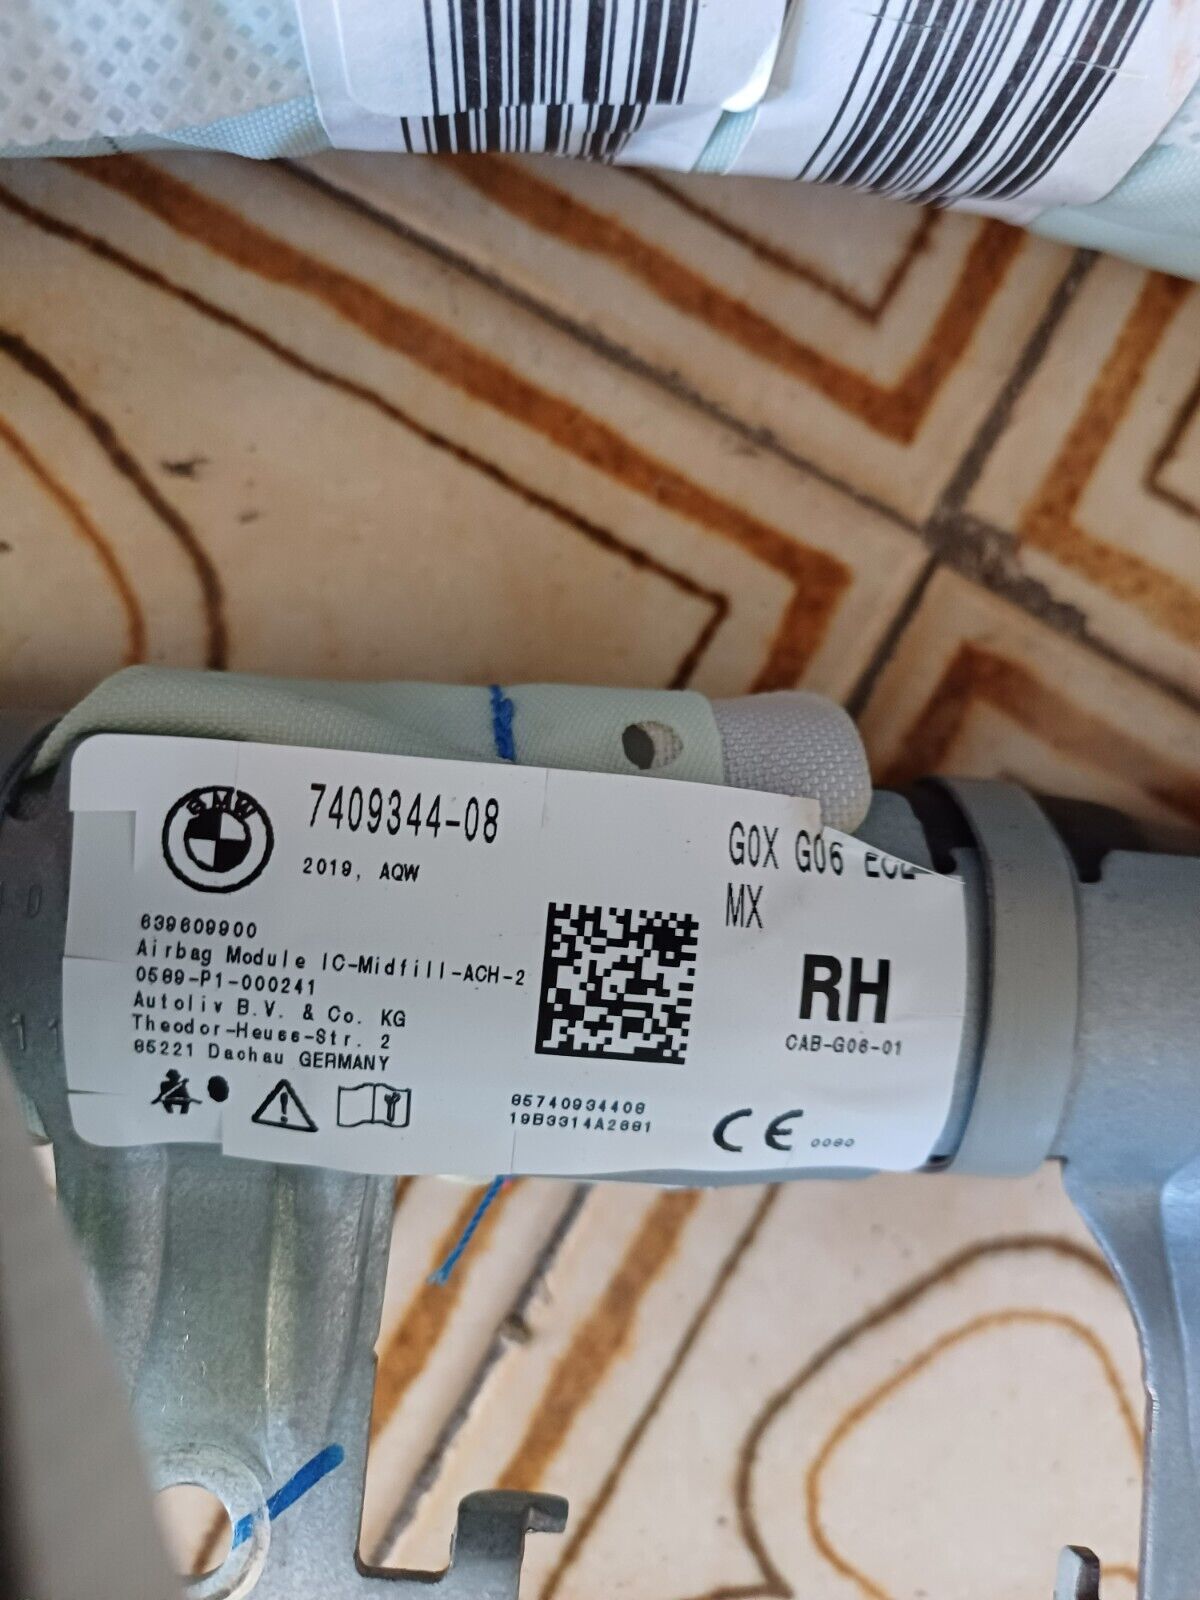 BMW
7409344-08
2019, AQW
G0X G06
MX
639609900
Airbag Module IC-Midfill-ACH-2
0589-P1-000241
Autoliv B.V. & Co. KG
Theodor-Heuss-Str. 2
85221 Dachau GERMANY
RH
CAB-G06-01
85740934408
19B3314A2881
CE 0080